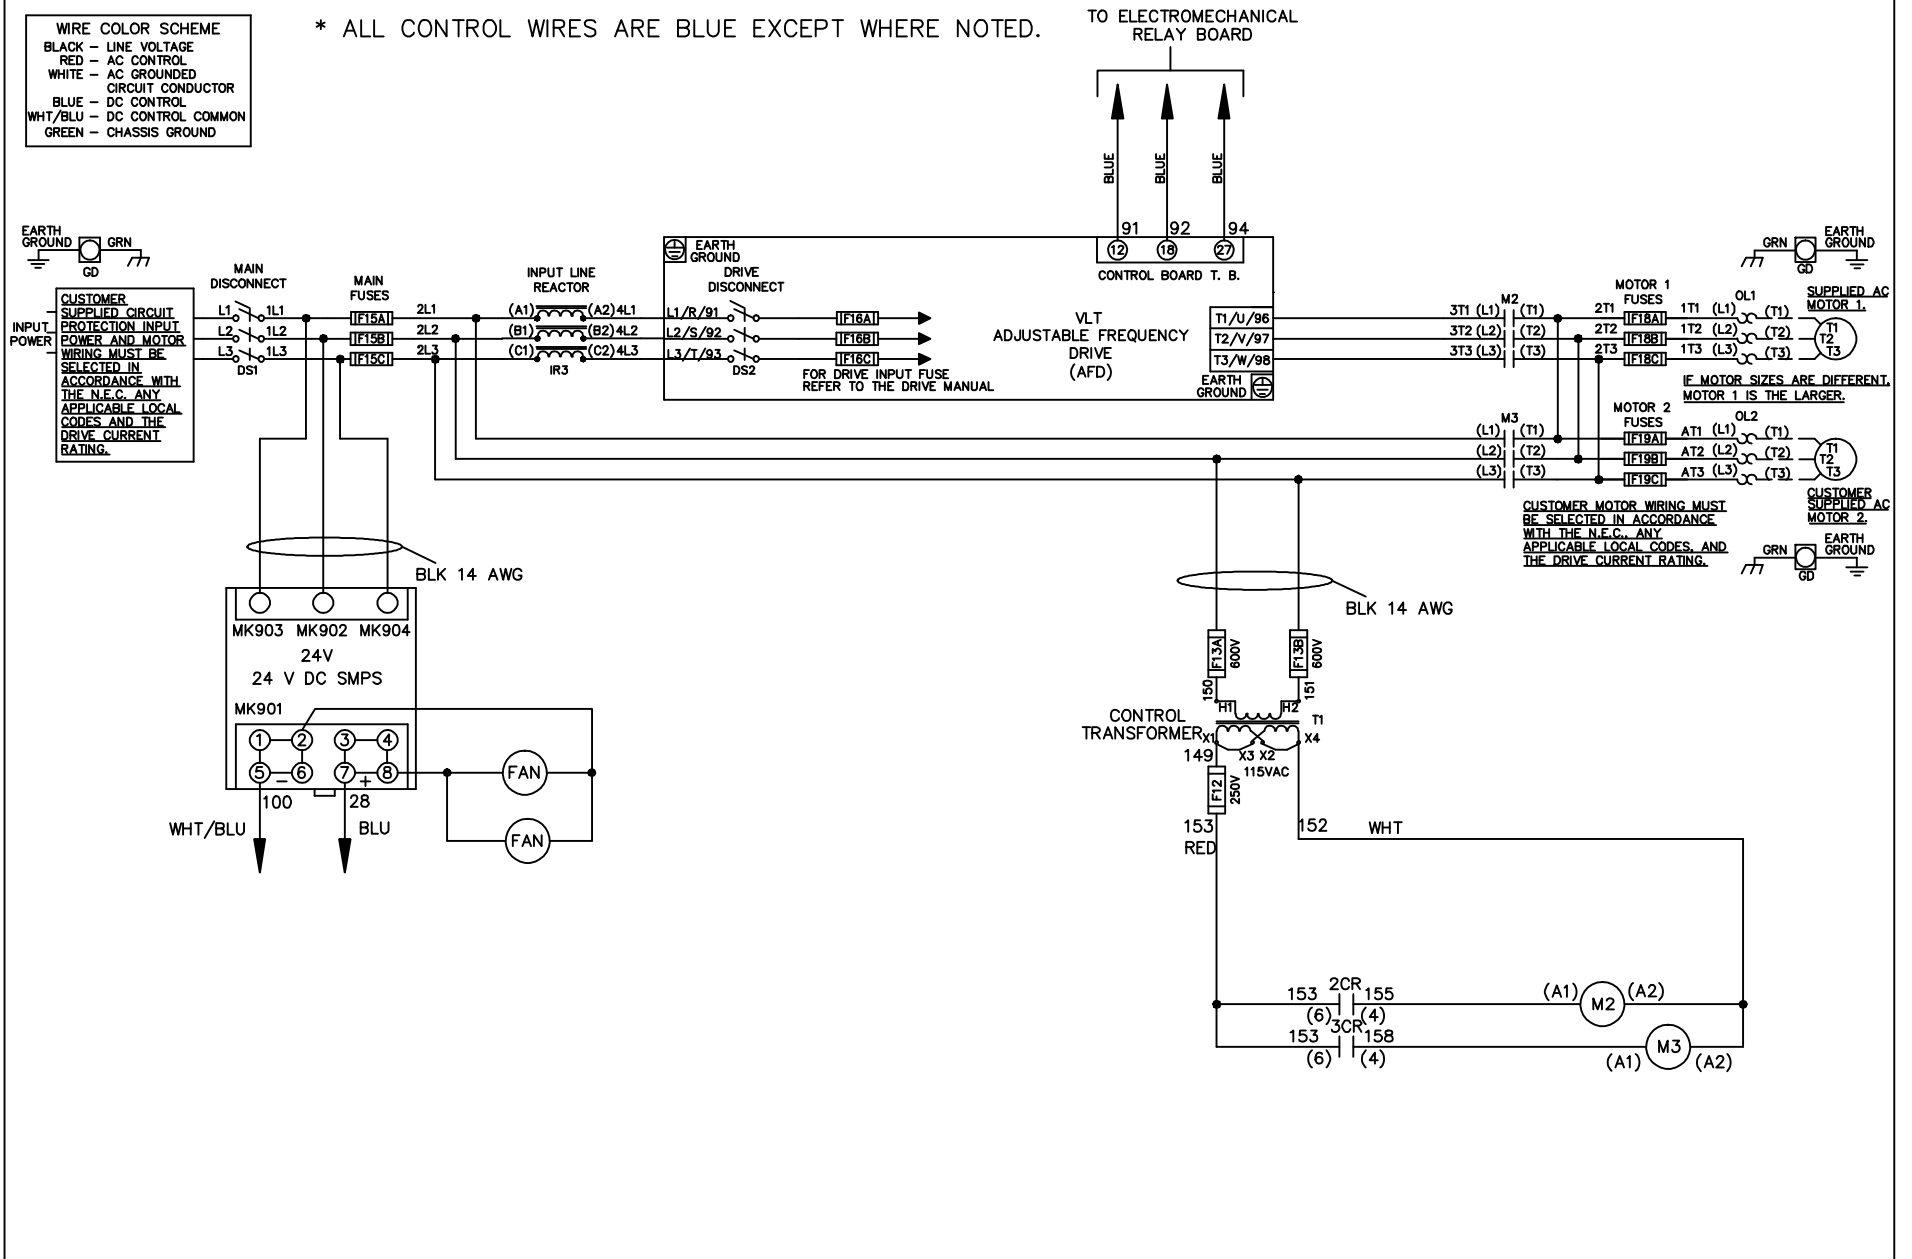 WIRE COLOR SCHEME
BLACK – LINE VOLTAGE
RED – AC CONTROL
WHITE – AC GROUNDED
CIRCUIT CONDUCTOR
BLUE – DC CONTROL
WHT/BLU – DC CONTROL COMMON
GREEN – CHASSIS GROUND
* ALL CONTROL WIRES ARE BLUE EXCEPT WHERE NOTED.
TO ELECTROMECHANICAL
RELAY BOARD
BLUE BLUE BLUE
91 92 94
12 18 27
CONTROL BOARD T. B.
EARTH
GROUND
GRN
GD
INPUT
POWER
CUSTOMER
SUPPLIED CIRCUIT
PROTECTION INPUT
POWER AND MOTOR
WIRING MUST BE
SELECTED IN
ACCORDANCE WITH
THE N.E.C. ANY
APPLICABLE LOCAL
CODES AND THE
DRIVE CURRENT
RATING.
MAIN
DISCONNECT
L1 1L1
L2 1L2
L3 1L3
DS1
MAIN
FUSES
F15A
F15B
F15C
2L1
2L2
2L3
INPUT LINE
REACTOR
(A1) (A2) 4L1
(B1) (B2) 4L2
(C1) (C2) 4L3
IR3
EARTH
GROUND
DRIVE
DISCONNECT
L1/R/91
L2/S/92
L3/T/93
DS2
F16A
F16B
F16C
FOR DRIVE INPUT FUSE
REFER TO THE DRIVE MANUAL
VLT
ADJUSTABLE FREQUENCY
DRIVE
(AFD)
T1/U/96
T2/V/97
T3/W/98
EARTH
GROUND
M2
3T1 (L1) (T1)
3T2 (L2) (T2)
3T3 (L3) (T3)
MOTOR 1
FUSES
2T1 F18A 1T1 (L1)
2T2 F18B 1T2 (L2)
2T3 F18C 1T3 (L3)
OL1
(T1)
(T2)
(T3)
GRN
EARTH
GROUND
GD
SUPPLIED AC
MOTOR 1.
T1
T2
T3
IF MOTOR SIZES ARE DIFFERENT,
MOTOR 1 IS THE LARGER.
M3
(L1) (T1)
(L2) (T2)
(L3) (T3)
MOTOR 2
FUSES
F19A AT1 (L1)
F19B AT2 (L2)
F19C AT3 (L3)
OL2
(T1)
(T2)
(T3)
T1
T2
T3
CUSTOMER
SUPPLIED AC
MOTOR 2.
CUSTOMER MOTOR WIRING MUST
BE SELECTED IN ACCORDANCE
WITH THE N.E.C., ANY
APPLICABLE LOCAL CODES, AND
THE DRIVE CURRENT RATING.
GRN
EARTH
GROUND
GD
BLK 14 AWG
MK903 MK902 MK904
24V
24 V DC SMPS
MK901
1 2 3 4
5 – 6 7 + 8
100 28
WHT/BLU BLU
FAN
FAN
BLK 14 AWG
F13A 600V
F13B 600V
150 151
H1 H2
T1
CONTROL
TRANSFORMER
X1 X3 X2 X4
149
115VAC
F12 250V
153
RED
152 WHT
2CR
153 155
(6) (4)
(A1) M2 (A2)
3CR
153 158
(6) (4)
(A1) M3 (A2)